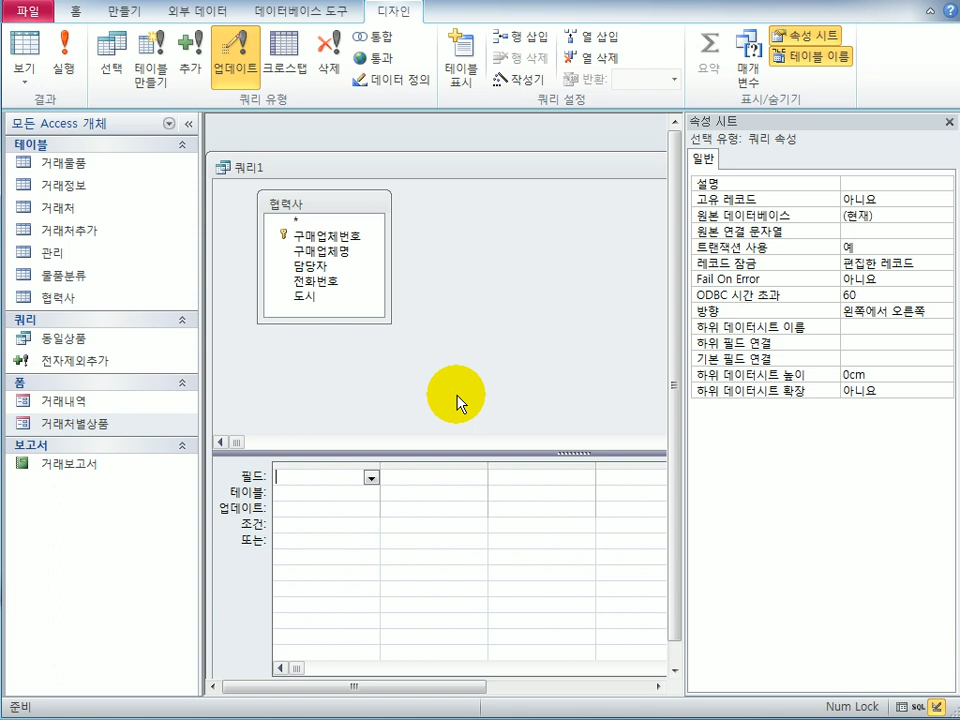 파일 홈 만들기 외부 데이터 데이터베이스 도구 디자인
보기 실행 선택 테이블 만들기 추가 업데이트 크로스탭 삭제
통합
통과
데이터 정의
테이블 표시
행 삽입
행 삭제
작성기
열 삽입
열 삭제
반환:
요약
매개 변수
속성 시트
테이블 이름
결과 쿼리 유형 쿼리 설정 표시/숨기기
모든 Access 개체
테이블
거래물품
거래정보
거래처
거래처추가
관리
물품분류
협력사
쿼리
동일상품
전자제외추가
폼
거래내역
거래처별상품
보고서
거래보고서
쿼리1
협력사
*
구매업체번호
구매업체명
담당자
전화번호
도시
필드:
테이블:
업데이트:
조건:
또는:
속성 시트
선택 유형: 쿼리 속성
일반
설명
고유 레코드 아니요
원본 데이터베이스 (현재)
원본 연결 문자열
트랜잭션 사용 예
레코드 잠금 편집한 레코드
Fail On Error 아니요
ODBC 시간 초과 60
방향 왼쪽에서 오른쪽
하위 데이터시트 이름
하위 필드 연결
기본 필드 연결
하위 데이터시트 높이 0cm
하위 데이터시트 확장 아니요
준비 Num Lock SQL